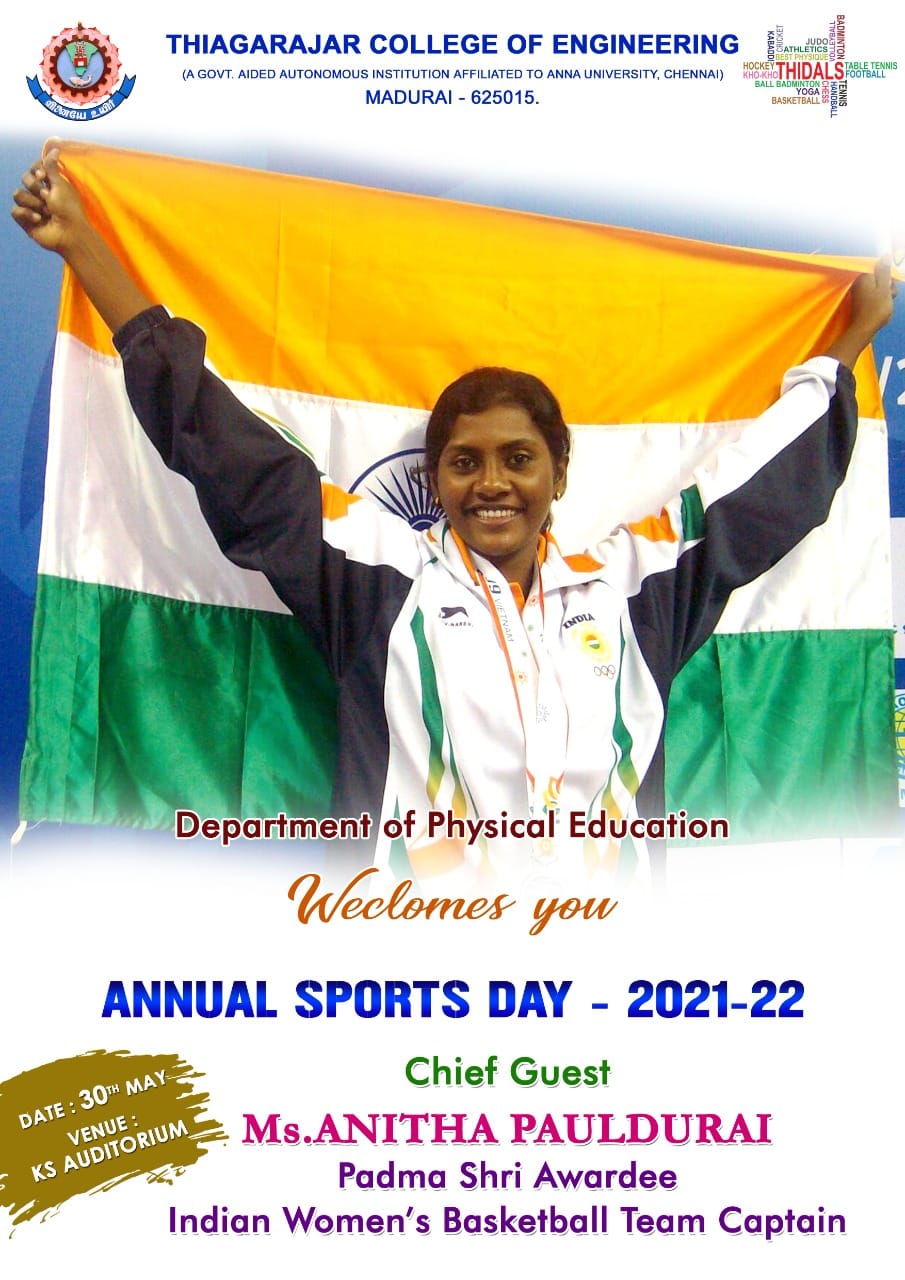 THIAGARAJAR COLLEGE OF ENGINEERING
(A GOVT. AIDED AUTONOMOUS INSTITUTION AFFILIATED TO ANNA UNIVERSITY, CHENNAI)
MADURAI - 625015.
வினையே உயிர்
BADMINTON
VOLLEYBALL
CRICKET
KABADDI
JUDO
ATHLETICS
BEST PHYSIQUE
HOCKEY
THIDALS
TABLE TENNIS
KHO-KHO
FOOTBALL
BALL BADMINTON
YOGA
BASKETBALL
CHESS
HANDBALL
TENNIS
VIETNAM
INDIA
Department of Physical Education
Weclomes you
ANNUAL SPORTS DAY - 2021-22
Chief Guest
DATE : 30TH MAY
VENUE :
KS AUDITORIUM
Ms.ANITHA PAULDURAI
Padma Shri Awardee
Indian Women's Basketball Team Captain